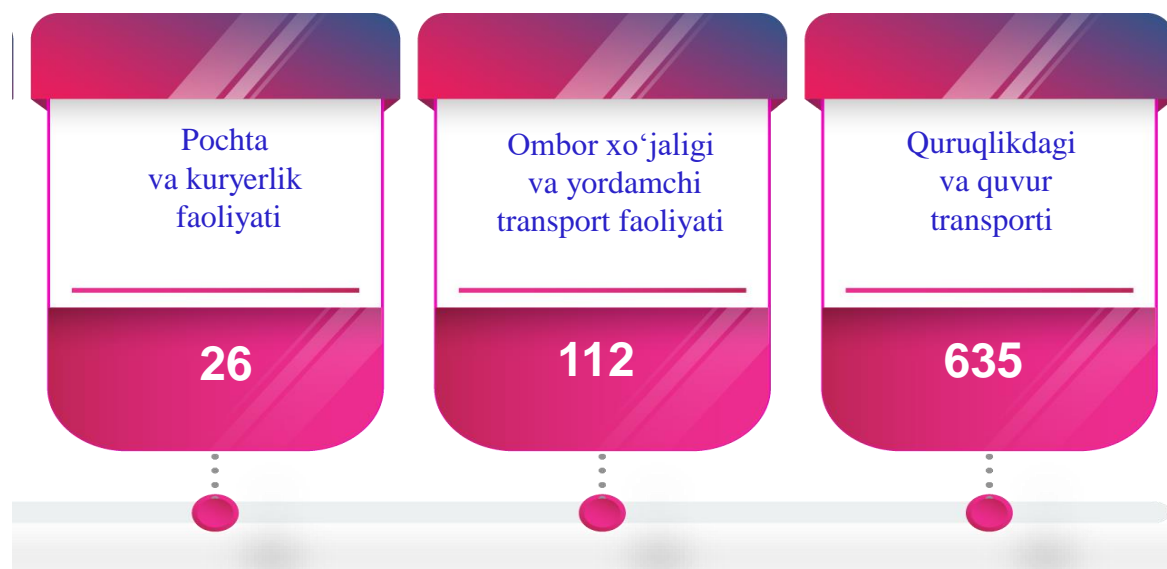 Pochta
va kuryerlik
faoliyati
26
Ombor xo‘jaligi
va yordamchi
transport faoliyati
112
Quruqlikdagi
va quvur
transporti
635